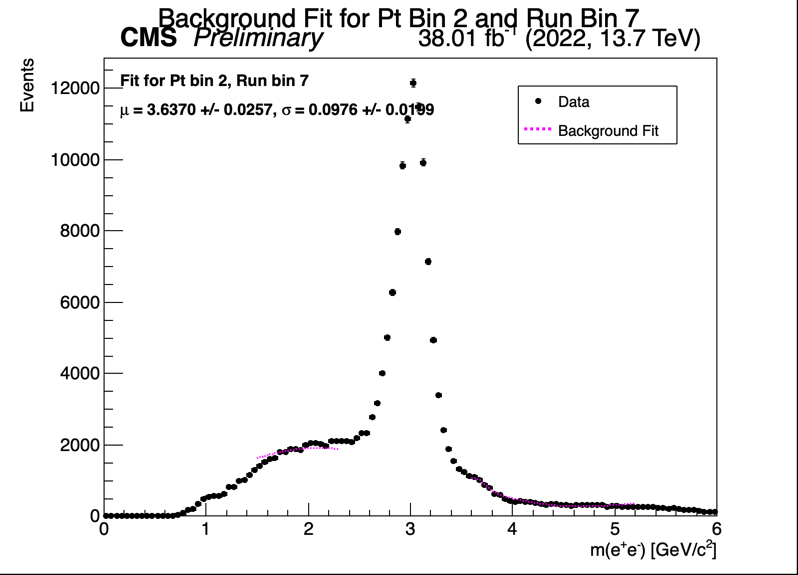 Background Fit for Pt Bin 2 and Run Bin 7
CMS Preliminary 38.01 fb⁻¹ (2022, 13.7 TeV)
Events
Fit for Pt bin 2, Run bin 7
μ = 3.6370 +/- 0.0257, σ = 0.0976 +/- 0.0199
Data
Background Fit
12000
10000
8000
6000
4000
2000
0
0 1 2 3 4 5 6
m(e⁺e⁻) [GeV/c²]